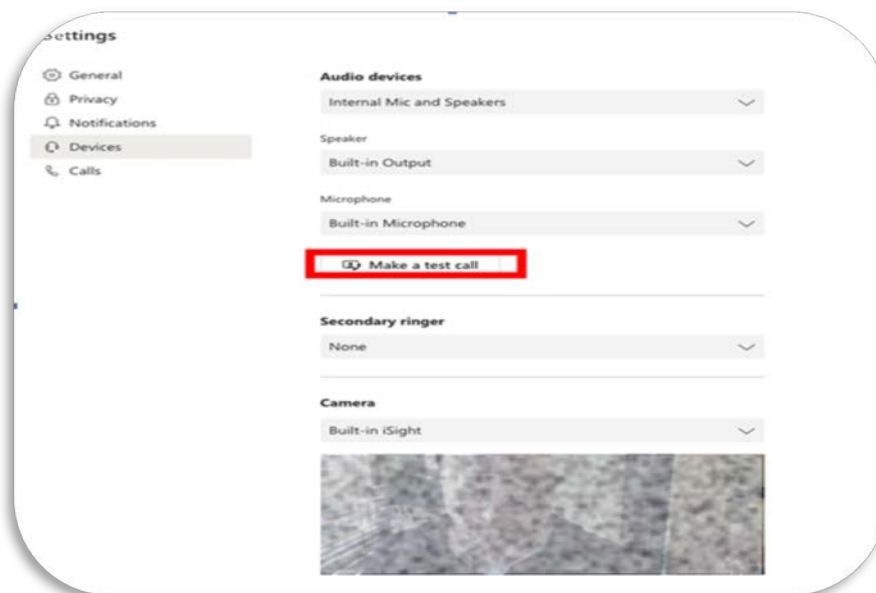 Settings
General
Privacy
Notifications
Devices
Calls
Audio devices
Internal Mic and Speakers
Speaker
Built-in Output
Microphone
Built-in Microphone
Make a test call
Secondary ringer
None
Camera
Built-in iSight